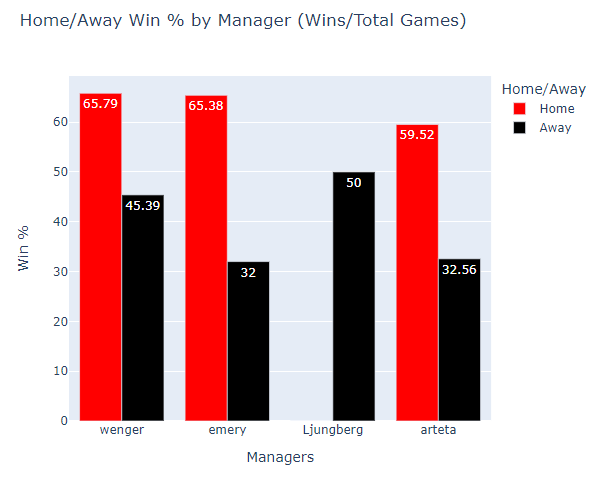 Home/Away Win % by Manager (Wins/Total Games)
Home/Away
Home
Away
Win %
60
50
40
30
20
10
0
65.79
45.39
65.38
32
50
59.52
32.56
wenger
emery
Ljungberg
arteta
Managers